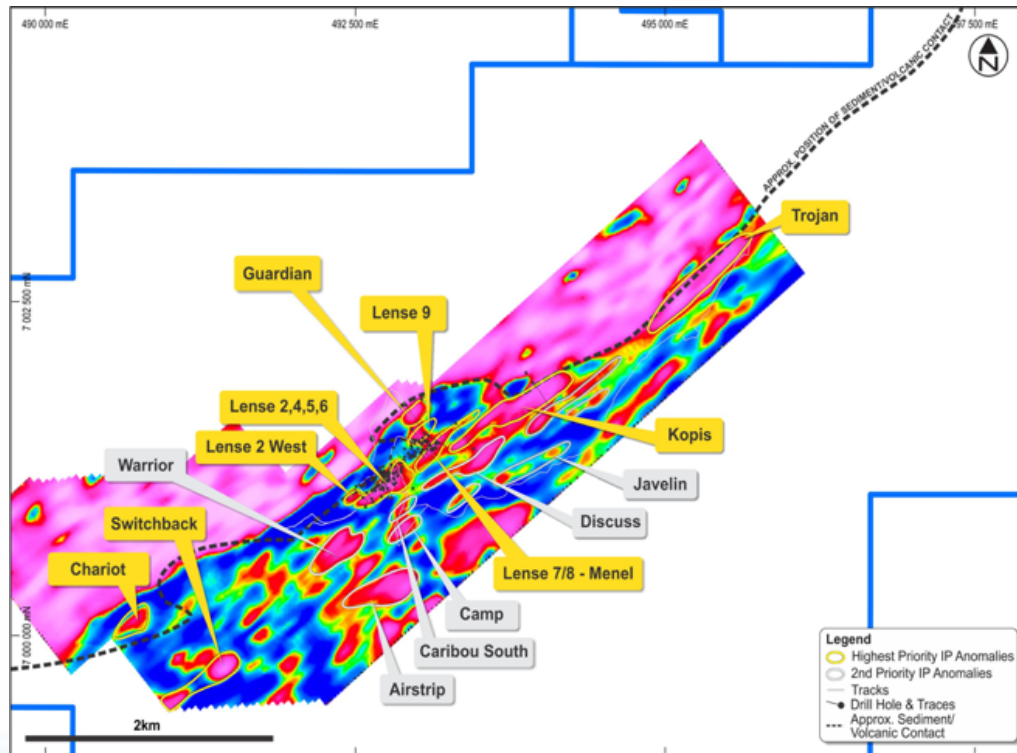 490 000 mE
492 500 mE
495 000 mE
97 500 mE
N
APPROX. POSITION OF SEDIMENT/VOLCANIC CONTACT
Trojan
Guardian
7 002 500 mN
Lense 9
Lense 2,4,5,6
Lense 2 West
Kopis
Warrior
Javelin
Switchback
Discuss
Chariot
Lense 7/8 - Menel
Camp
7 000 000 mN
Caribou South
Airstrip
Legend
Highest Priority IP Anomalies
2nd Priority IP Anomalies
Tracks
Drill Hole & Traces
Approx. Sediment/
Volcanic Contact
2km